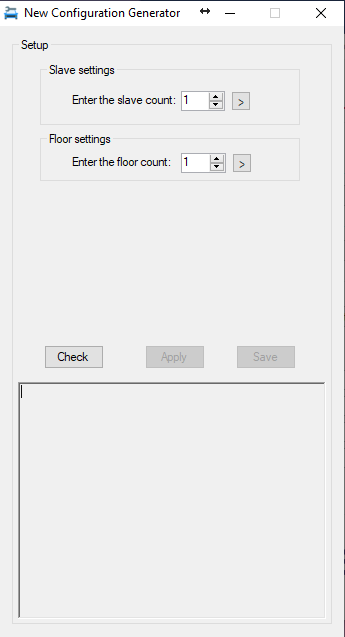 New Configuration Generator
Setup
Slave settings
Enter the slave count: 1 >
Floor settings
Enter the floor count: 1 >
Check Apply Save